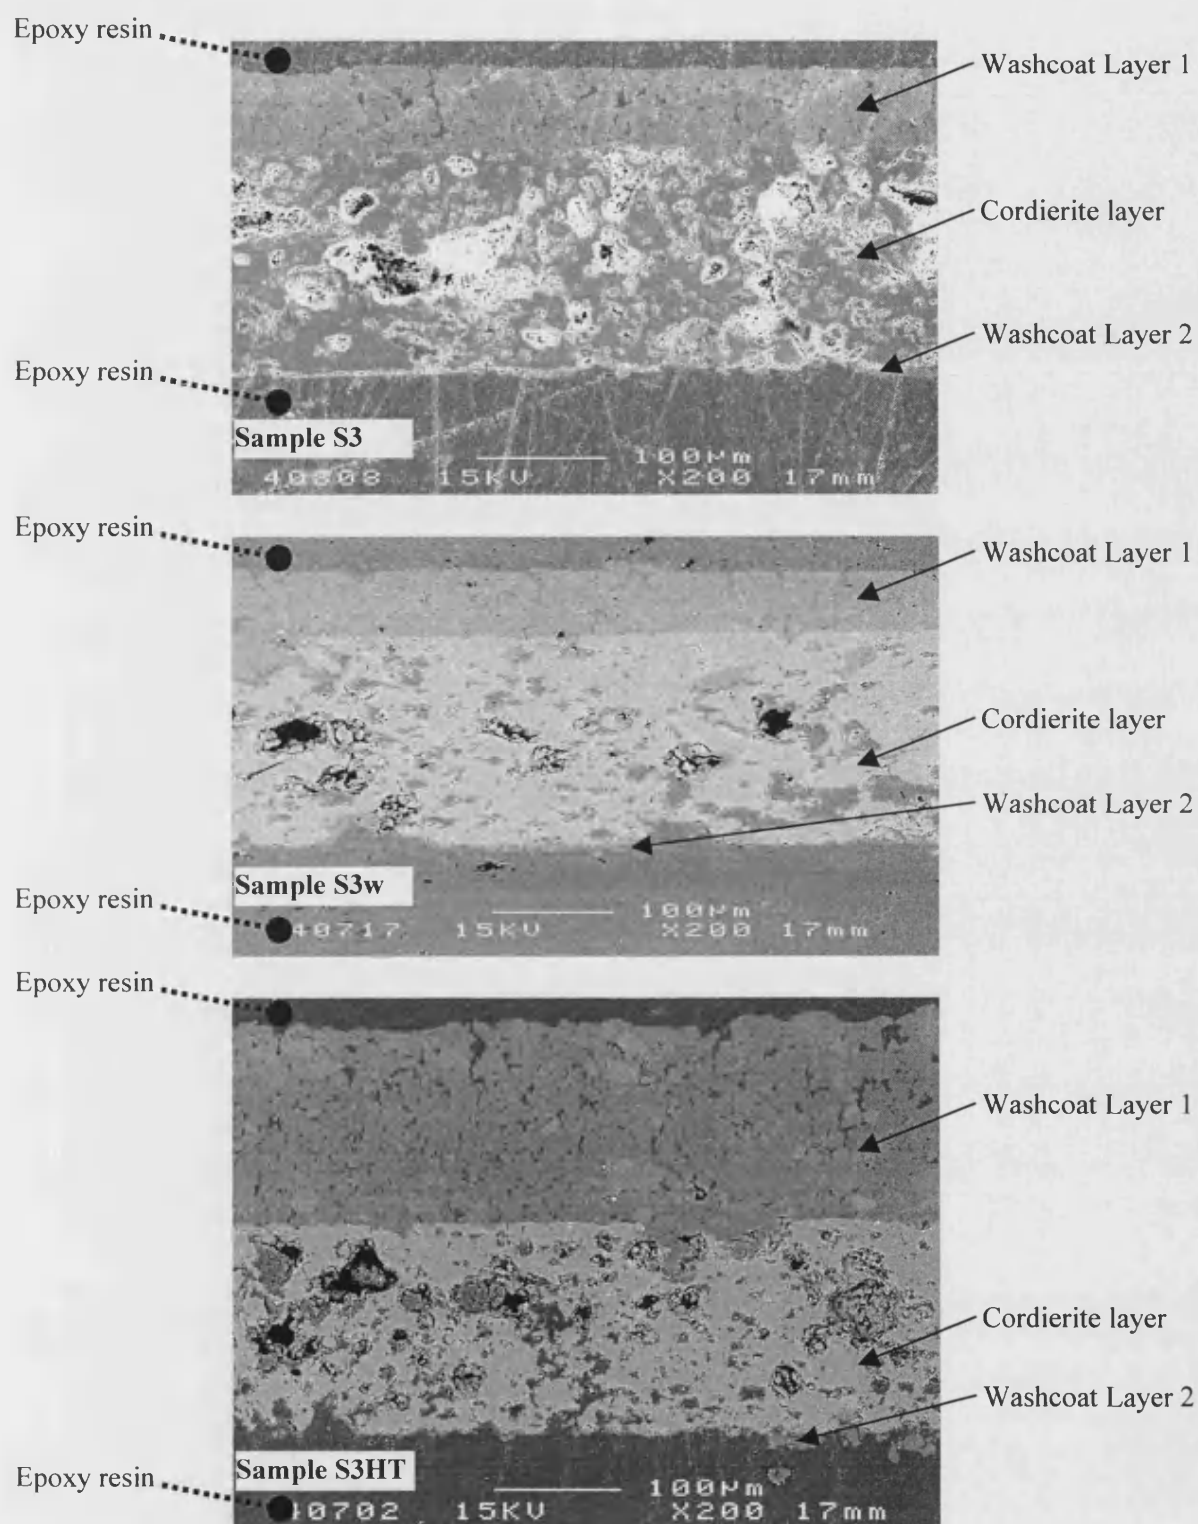 Epoxy resin
Washcoat Layer 1
Cordierite layer
Washcoat Layer 2
Epoxy resin
Sample S3
100µm
40808 15KV X200 17mm
Epoxy resin
Washcoat Layer 1
Cordierite layer
Washcoat Layer 2
Sample S3w
Epoxy resin
100µm
40717 15KV X200 17mm
Epoxy resin
Washcoat Layer 1
Cordierite layer
Washcoat Layer 2
Sample S3HT
Epoxy resin
100µm
40702 15KV X200 17mm